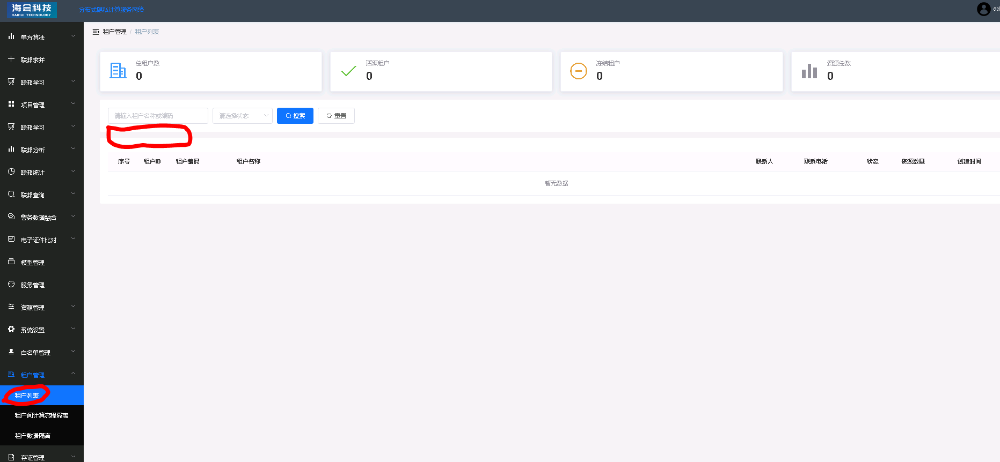 海会科技
HAIHUI TECHNOLOGY
分布式隐私计算服务网络
ad
租户管理 / 租户列表
单方算法
联邦求并
联邦学习
项目管理
联邦学习
联邦分析
联邦统计
联邦查询
警务数据融合
电子证件比对
模型管理
服务管理
资源管理
系统设置
白名单管理
租户管理
租户列表
租户间计算流程隔离
租户数据隔离
存证管理
总租户数
0
活跃租户
0
冻结租户
0
资源总数
0
请输入租户名称或编码 请选择状态 搜索 重置
序号 租户ID 租户编码 租户名称 联系人 联系电话 状态 资源数量 创建时间
暂无数据